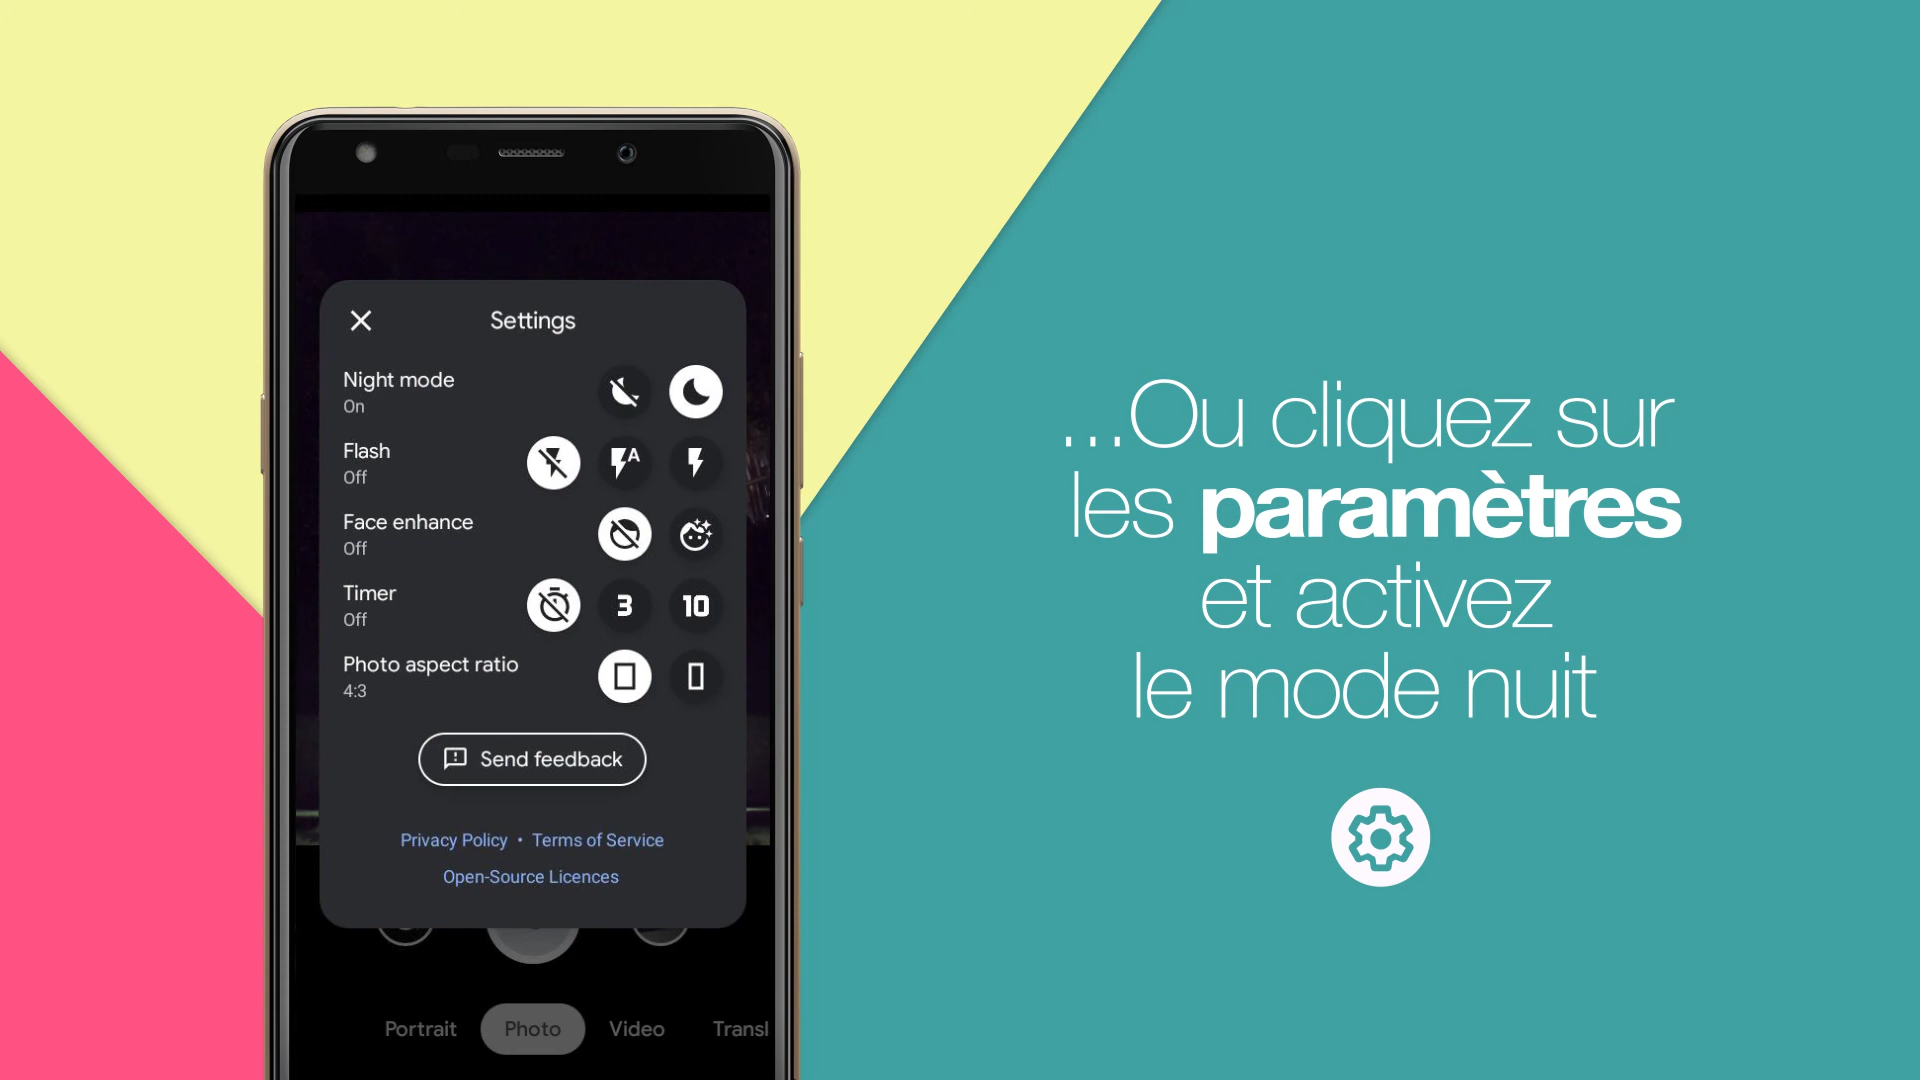 Settings
Night mode
On
Flash
Off
A
Face enhance
Off
Timer
Off
3 10
Photo aspect ratio
4:3
Send feedback
Privacy Policy • Terms of Service
Open-Source Licences
Portrait Photo Video Transl
...Ou cliquez sur
les paramètres
et activez
le mode nuit